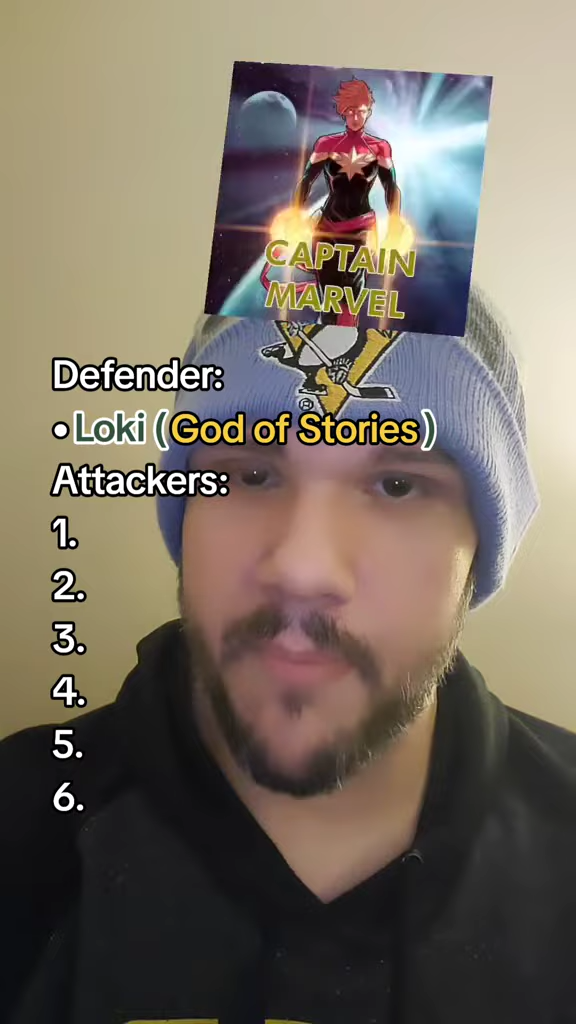 CAPTAIN
MARVEL
®
Defender:
•Loki (God of Stories)
Attackers:
1.
2.
3.
4.
5.
6.